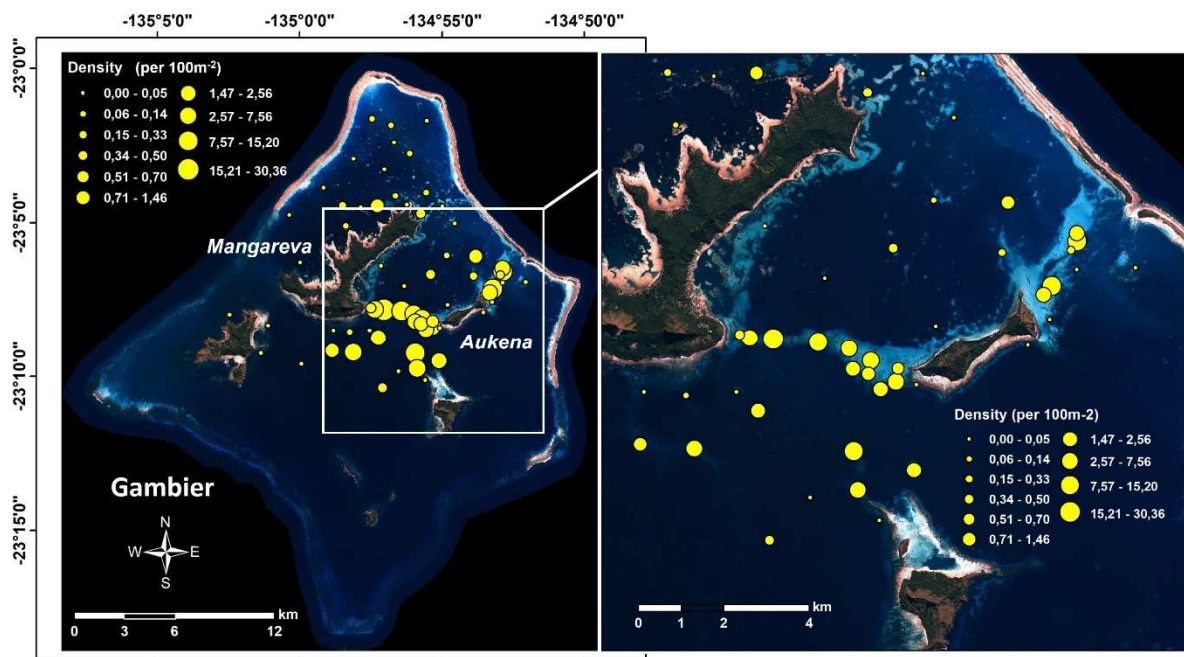 -135°5'0" -135°0'0" -134°55'0" -134°50'0"
-23°0'0"
-23°5'0"
-23°10'0"
-23°15'0"
Density (per 100m⁻²)
0,00 - 0,05
0,06 - 0,14
0,15 - 0,33
0,34 - 0,50
0,51 - 0,70
0,71 - 1,46
1,47 - 2,56
2,57 - 7,56
7,57 - 15,20
15,21 - 30,36
Mangareva
Aukena
Gambier
N
W E
S
km
0 3 6 12
Density (per 100m-2)
0,00 - 0,05
0,06 - 0,14
0,15 - 0,33
0,34 - 0,50
0,51 - 0,70
0,71 - 1,46
1,47 - 2,56
2,57 - 7,56
7,57 - 15,20
15,21 - 30,36
km
0 1 2 4